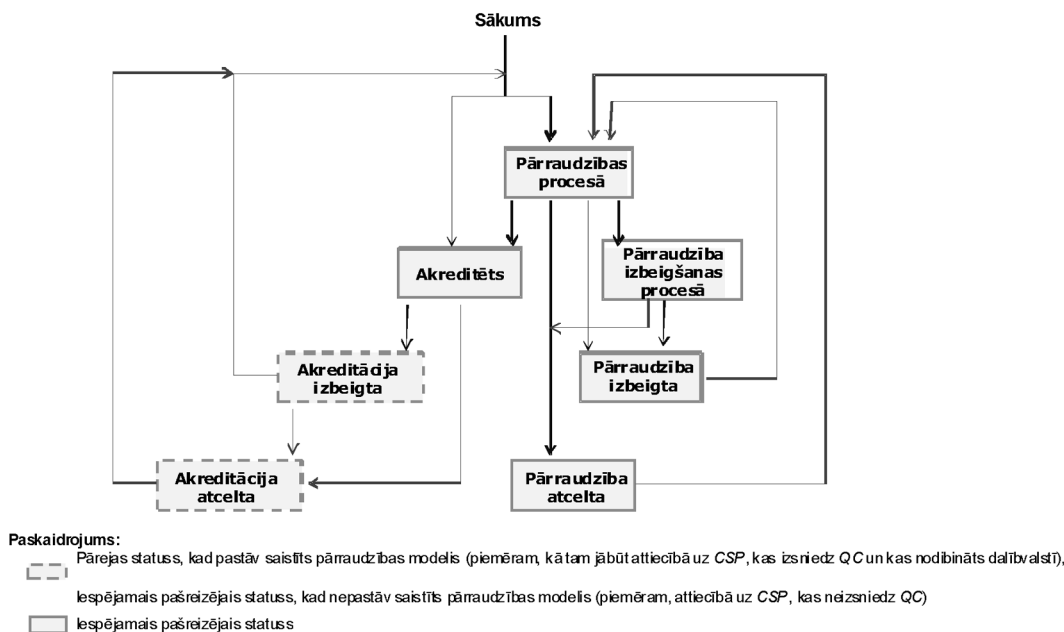 Sākums
Pārraudzības
procesā
Akreditēts
Pārraudzība
izbeigšanas
procesā
Akreditācija
izbeigta
Pārraudzība
izbeigta
Akreditācija
atcelta
Pārraudzība
atcelta
Paskaidrojums:
Pārejas statuss, kad pastāv saistīts pārraudzības modelis (piemēram, kā tam jābūt attiecībā uz CSP, kas izsniedz QC un kas nodibināts dalībvalstī),
Iespējamais pašreizējais statuss, kad nepastāv saistīts pārraudzības modelis (piemēram, attiecībā uz CSP, kas neizsniedz QC)
Iespējamais pašreizējais statuss